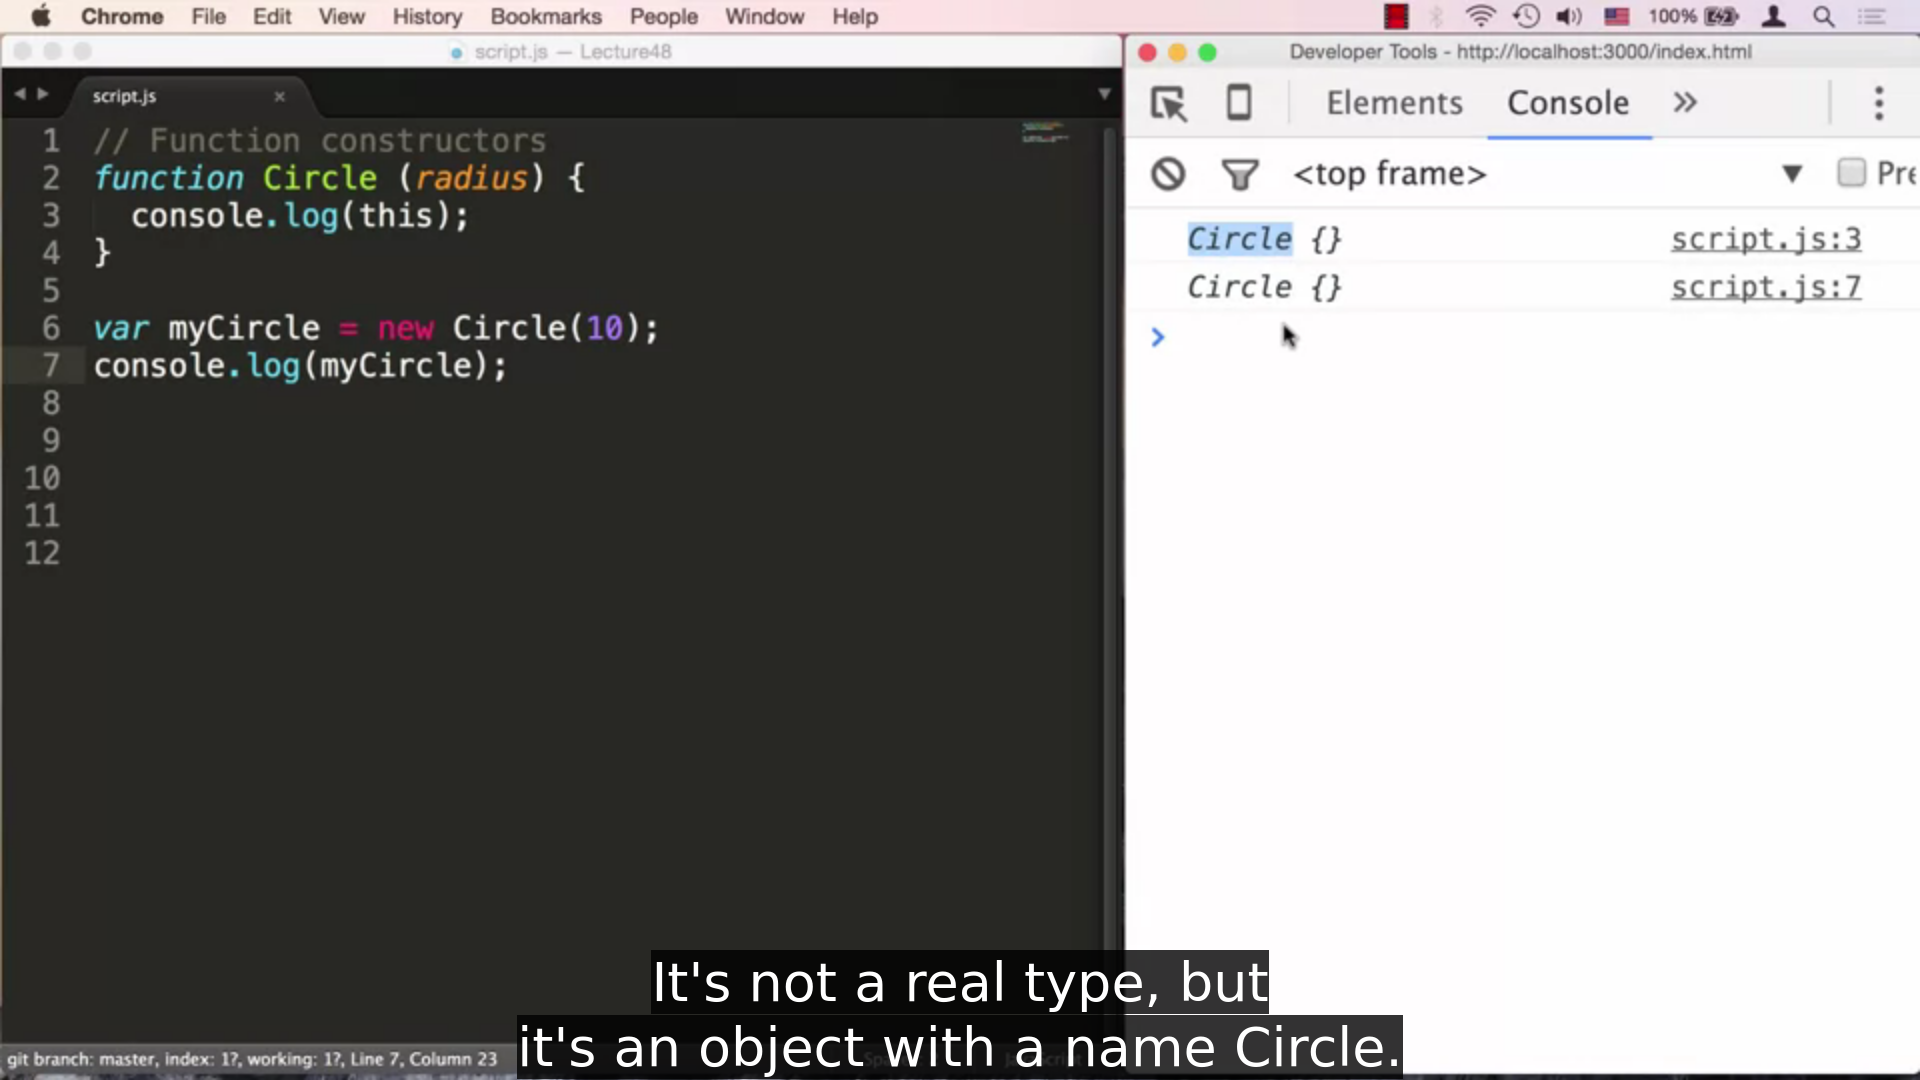 Chrome File Edit View History Bookmarks People Window Help 100%
script.js — Lecture48
script.js
1 // Function constructors
2 function Circle (radius) {
3 console.log(this);
4 }
5
6 var myCircle = new Circle(10);
7 console.log(myCircle);
8
9
10
11
12
git branch: master, index: 1?, working: 1?, Line 7, Column 23
Developer Tools - http://localhost:3000/index.html
Elements Console
<top frame> Pre
Circle {} script.js:3
Circle {} script.js:7
It's not a real type, but
it's an object with a name Circle.